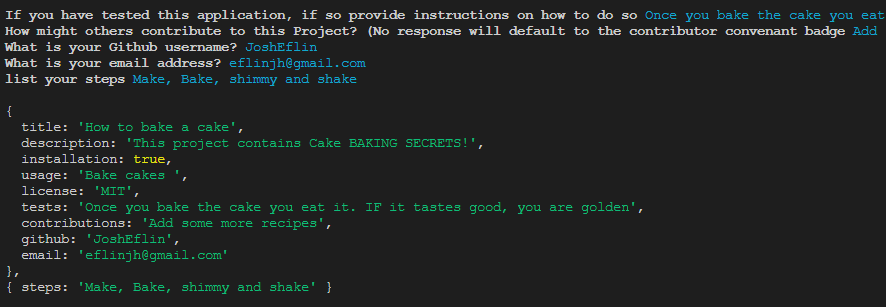 If you have tested this application, if so provide instructions on how to do so Once you bake the cake you eat
How might others contribute to this Project? (No response will default to the contributor convenant badge Add
What is your Github username? JoshEflin
What is your email address? eflinjh@gmail.com
list your steps Make, Bake, shimmy and shake
{
  title: 'How to bake a cake',
  description: 'This project contains Cake BAKING SECRETS!',
  installation: true,
  usage: 'Bake cakes ',
  license: 'MIT',
  tests: 'Once you bake the cake you eat it. IF it tastes good, you are golden',
  contributions: 'Add some more recipes',
  github: 'JoshEflin',
  email: 'eflinjh@gmail.com'
},
{ steps: 'Make, Bake, shimmy and shake' }